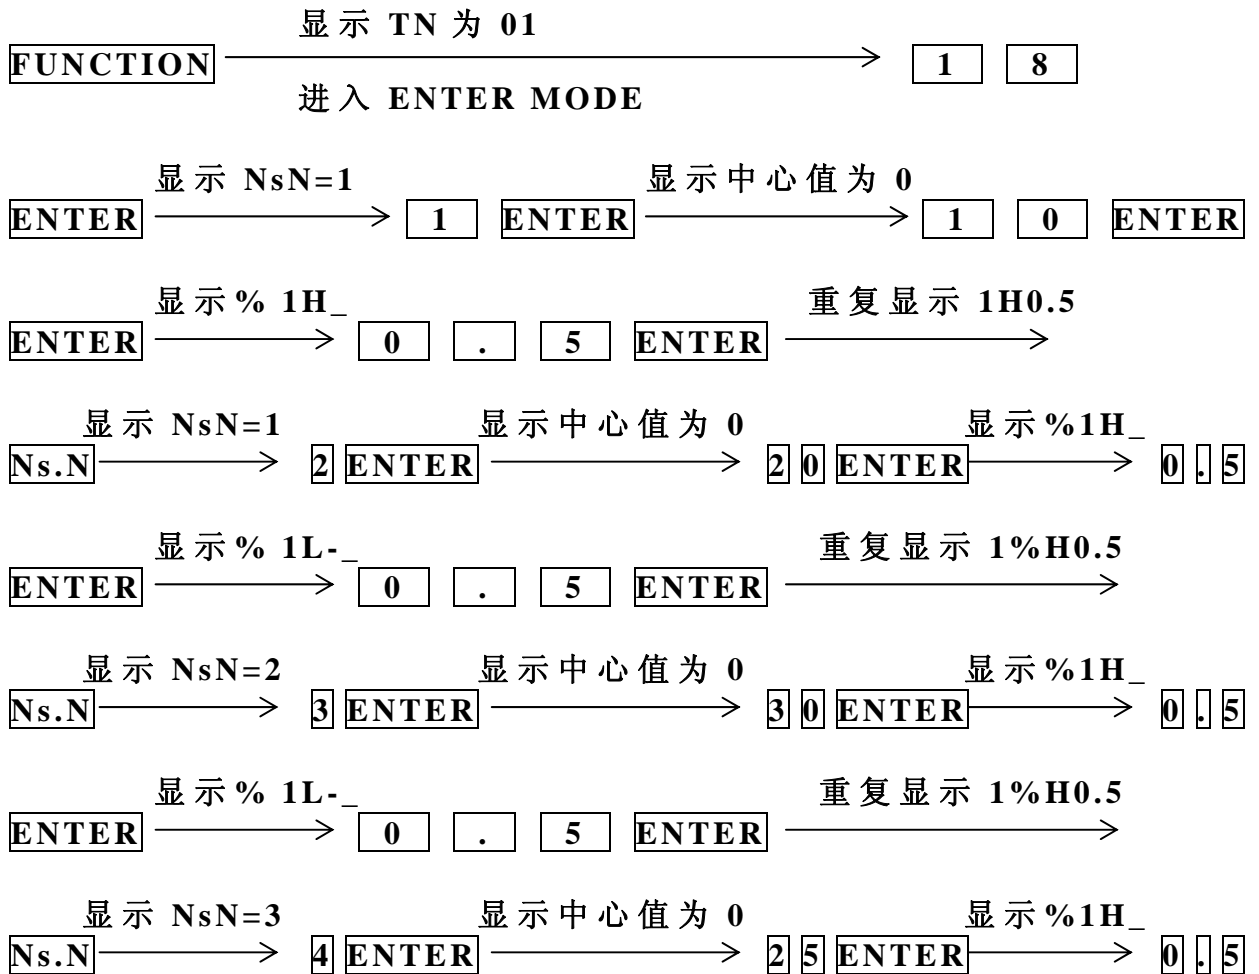 显示 TN 为 01
FUNCTION 1 8
进入 ENTER MODE
显示 NsN=1 显示中心值为 0
ENTER 1 ENTER 1 0 ENTER
显示% 1H_ 重复显示 1H0.5
ENTER 0 . 5 ENTER
显示 NsN=1 显示中心值为 0 显示%1H_
Ns.N 2 ENTER 2 0 ENTER 0 . 5
显示% 1L-_ 重复显示 1%H0.5
ENTER 0 . 5 ENTER
显示 NsN=2 显示中心值为 0 显示%1H_
Ns.N 3 ENTER 3 0 ENTER 0 . 5
显示% 1L-_ 重复显示 1%H0.5
ENTER 0 . 5 ENTER
显示 NsN=3 显示中心值为 0 显示%1H_
Ns.N 4 ENTER 2 5 ENTER 0 . 5